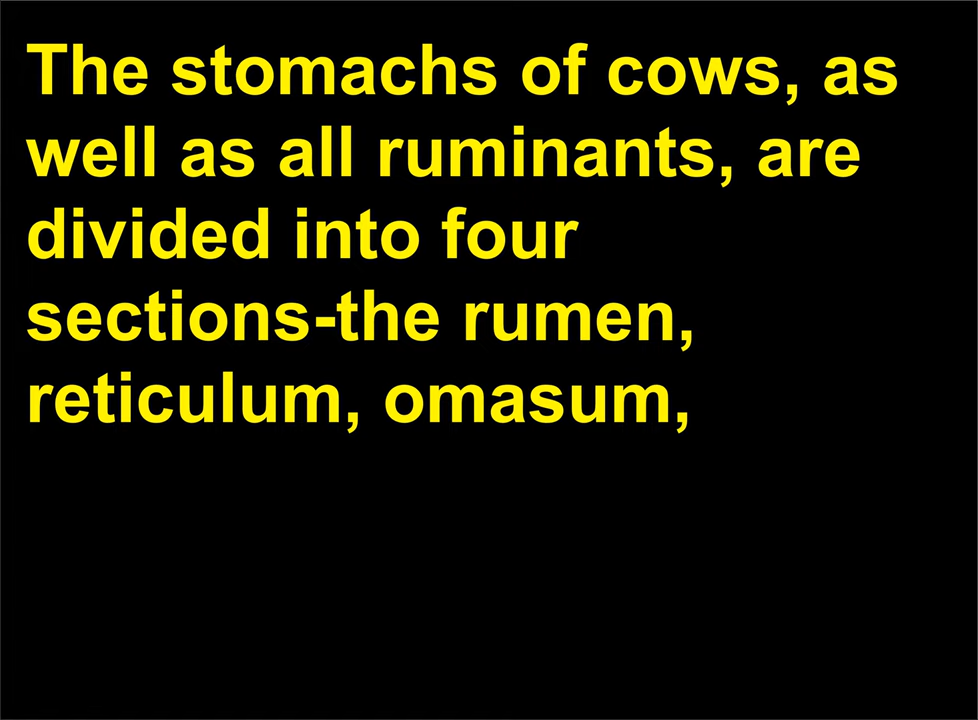 The stomachs of cows, as
well as all ruminants, are
divided into four
sections-the rumen,
reticulum, omasum,